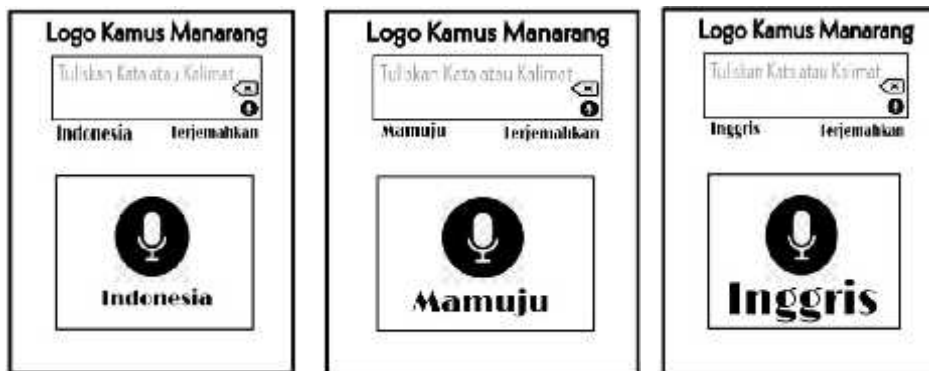 Logo Kamus Manarang
Tuliskan Kata atau Kalimat
Indonesia Terjemahkan
Indonesia
Logo Kamus Manarang
Tuliskan Kata atau Kalimat
Mamuju Terjemahkan
Mamuju
Logo Kamus Manarang
Tuliskan Kata atau Kalimat
Inggris Terjemahkan
Inggris